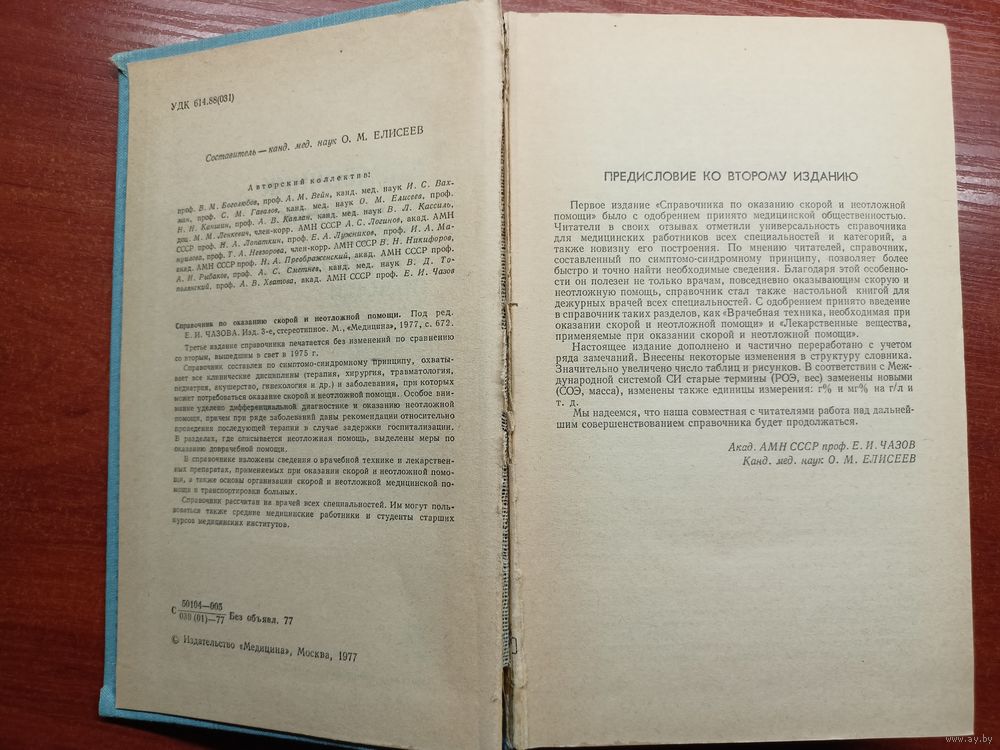 УДК 614.88(031)
Составитель — канд. мед. наук О. М. ЕЛИСЕЕВ
Авторский коллектив:
проф. В. М. Боголюбов, проф. А. М. Вейн, канд. мед. наук И. С. Вах-
ман, проф. С. М. Гавалов, канд. мед. наук О. М. Елисеев, проф.
Н. Н. Каншин, проф. А. В. Каплан, канд. мед. наук В. Л. Кассиль,
доц. М. М. Ленкевич, член-корр. АМН СССР А. С. Логинов, акад. АМН
СССР проф. Н. А. Лопаткин, проф. Е. А. Лужников, проф. И. А. Ма-
нуилова, проф. Т. А. Невзорова, член-корр. АМН СССР В. Н. Никифоров,
акад. АМН СССР проф. Н. А. Преображенский, акад. АМН СССР проф.
А. И. Рыбаков, проф. А. С. Сметнев, канд. мед. наук В. Д. То-
польянский, проф. А. В. Хватова, акад. АМН СССР проф. Е. И. Чазов
Справочник по оказанию скорой и неотложной помощи. Под ред.
Е. И. ЧАЗОВА. Изд. 3-е, стереотипное. М., «Медицина», 1977, с. 672.
Третье издание справочника печатается без изменений по сравнению
со вторым, вышедшим в свет в 1975 г.
Справочник составлен по симптомо-синдромному принципу, охваты-
вает все клинические дисциплины (терапия, хирургия, травматология,
педиатрия, акушерство, гинекология и др.) и заболевания, при которых
может потребоваться оказание скорой и неотложной помощи. Особое вни-
мание уделено дифференциальной диагностике и оказанию неотложной
помощи, причем при ряде заболеваний даны рекомендации относительно
проведения последующей терапии в случае задержки госпитализации.
В разделах, где описывается неотложная помощь, выделены меры по
оказанию доврачебной помощи.
В справочнике изложены сведения о врачебной технике и лекарствен-
ных препаратах, применяемых при оказании скорой и неотложной помо-
щи, а также основы организации скорой и неотложной медицинской по-
мощи и транспортировки больных.
Справочник рассчитан на врачей всех специальностей. Им могут поль-
зоваться также средние медицинские работники и студенты старших
курсов медицинских институтов.
С 50104—005
039 (01)—77 Без объявл. 77
© Издательство «Медицина», Москва, 1977
ПРЕДИСЛОВИЕ КО ВТОРОМУ ИЗДАНИЮ
Первое издание «Справочника по оказанию скорой и неотложной
помощи» было с одобрением принято медицинской общественностью.
Читатели в своих отзывах отметили универсальность справочника
для медицинских работников всех специальностей и категорий, а
также новизну его построения. По мнению читателей, справочник,
составленный по симптомо-синдромному принципу, позволяет более
быстро и точно найти необходимые сведения. Благодаря этой особенно-
сти он полезен не только врачам, повседневно оказывающим скорую и
неотложную помощь, справочник стал также настольной книгой для
дежурных врачей всех специальностей. С одобрением принято введение
в справочник таких разделов, как «Врачебная техника, необходимая при
оказании скорой и неотложной помощи» и «Лекарственные вещества,
применяемые при оказании скорой и неотложной помощи».
Настоящее издание дополнено и частично переработано с учетом
ряда замечаний. Внесены некоторые изменения в структуру словника.
Значительно увеличено число таблиц и рисунков. В соответствии с Меж-
дународной системой СИ старые термины (РОЭ, вес) заменены новыми
(СОЭ, масса), изменены также единицы измерения: г% и мг% на г/л и
т. д.
Мы надеемся, что наша совместная с читателями работа над дальней-
шим совершенствованием справочника будет продолжаться.
Акад. АМН СССР проф. Е. И. ЧАЗОВ
Канд. мед. наук О. М. ЕЛИСЕЕВ
www.ay.by